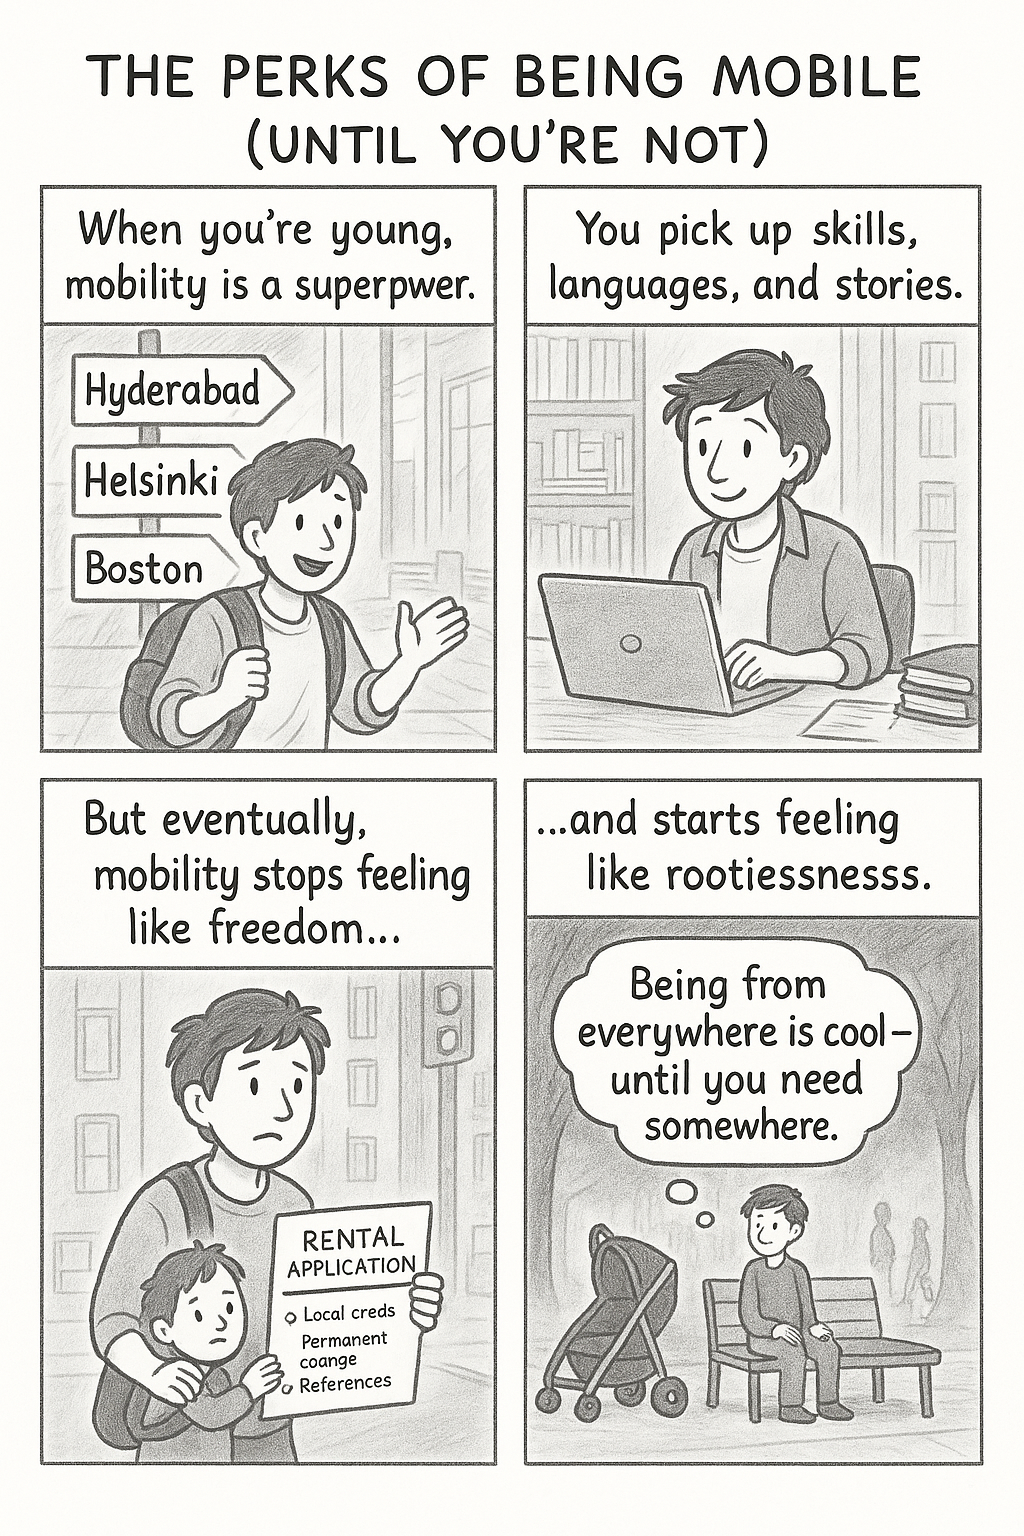 THE PERKS OF BEING MOBILE
(UNTIL YOU'RE NOT)
When you're young,
mobility is a superpwer.
Hyderabad
Helsinki
Boston
You pick up skills,
languages, and stories.
But eventually,
mobility stops feeling
like freedom...
RENTAL
APPLICATION
Local creds
Permanent
coange
References
...and starts feeling
like rootiessnesss.
Being from
everywhere is cool–
until you need
somewhere.